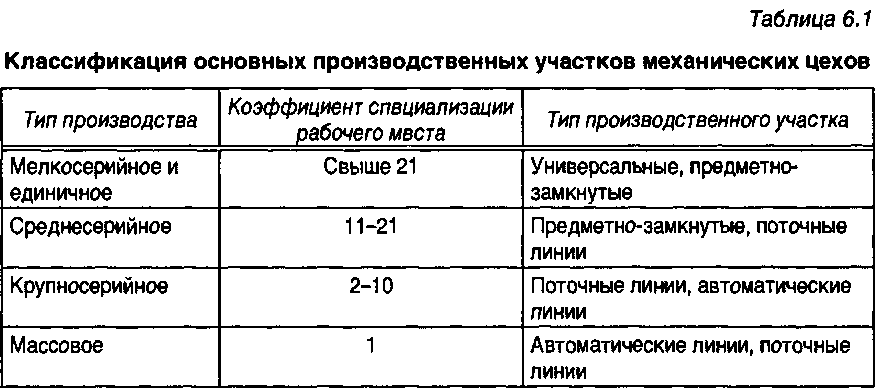 Таблица 6.1
Классификация основных производственных участков механических цехов
Тип производства
Коэффициент спвциализации
рабочего мвста
Тип производственного участка
Мелкосерийное и
единичное
Свыше 21
Универсальные, предметно-
замкнутые
Среднесерийное
11–21
Предметно-замкнутые, поточные
линии
Крупносерийное
2–10
Поточные линии, автоматические
линии
Массовое
1
Автоматические линии, поточные
линии